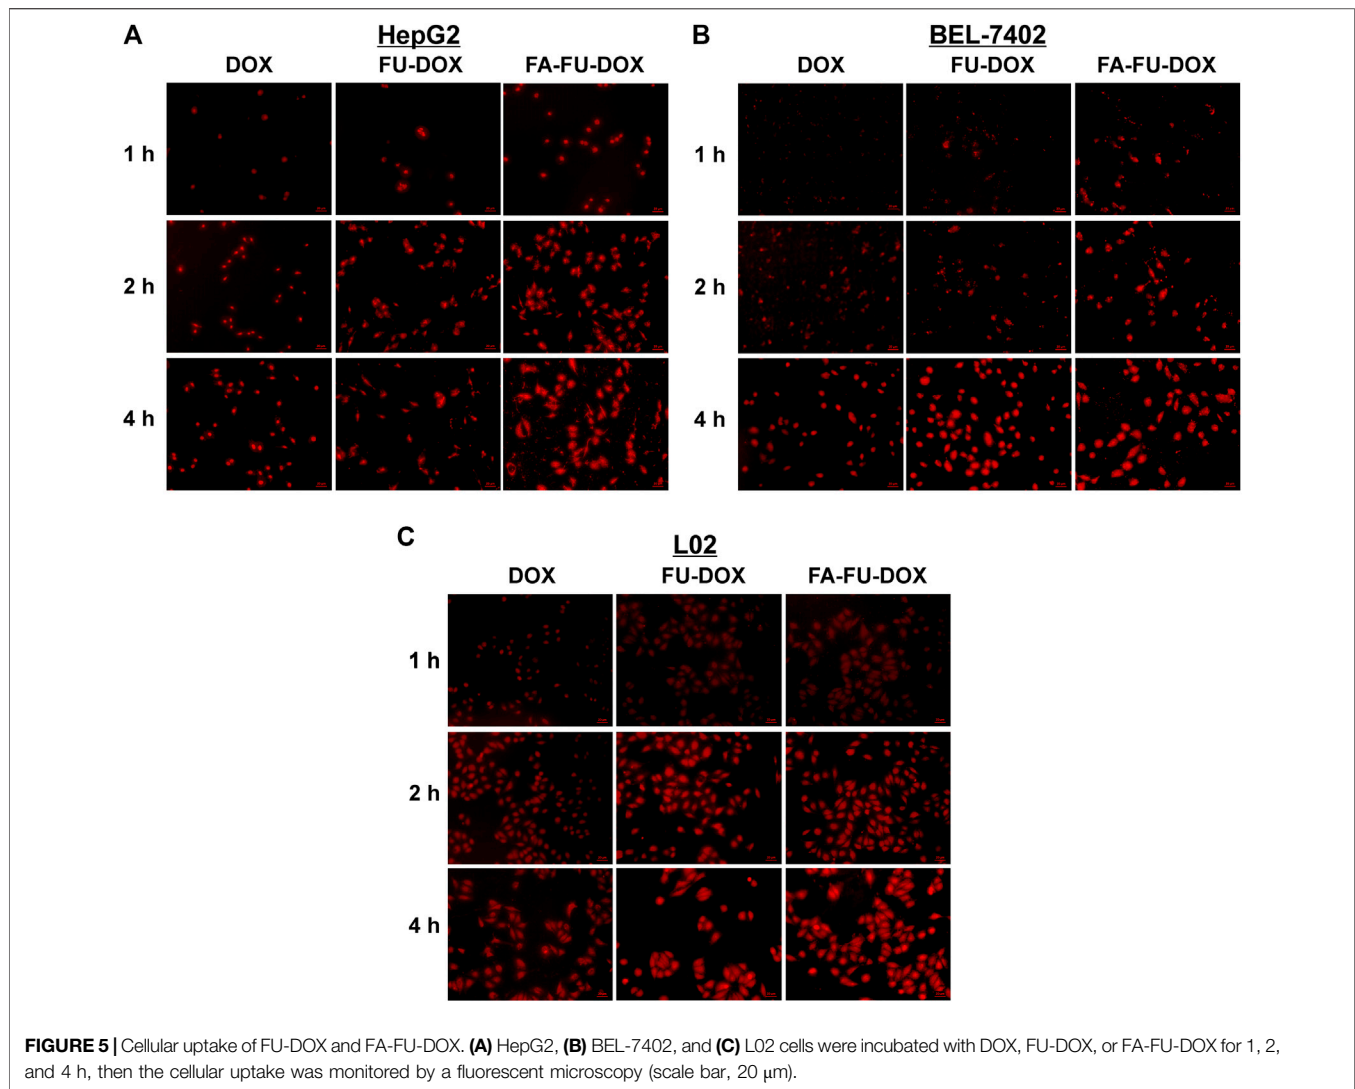 A
HepG2
DOX FU-DOX FA-FU-DOX
1 h
2 h
4 h
B
BEL-7402
DOX FU-DOX FA-FU-DOX
1 h
2 h
4 h
C
L02
DOX FU-DOX FA-FU-DOX
1 h
2 h
4 h
FIGURE 5 | Cellular uptake of FU-DOX and FA-FU-DOX. (A) HepG2, (B) BEL-7402, and (C) L02 cells were incubated with DOX, FU-DOX, or FA-FU-DOX for 1, 2,
and 4 h, then the cellular uptake was monitored by a fluorescent microscopy (scale bar, 20 μm).